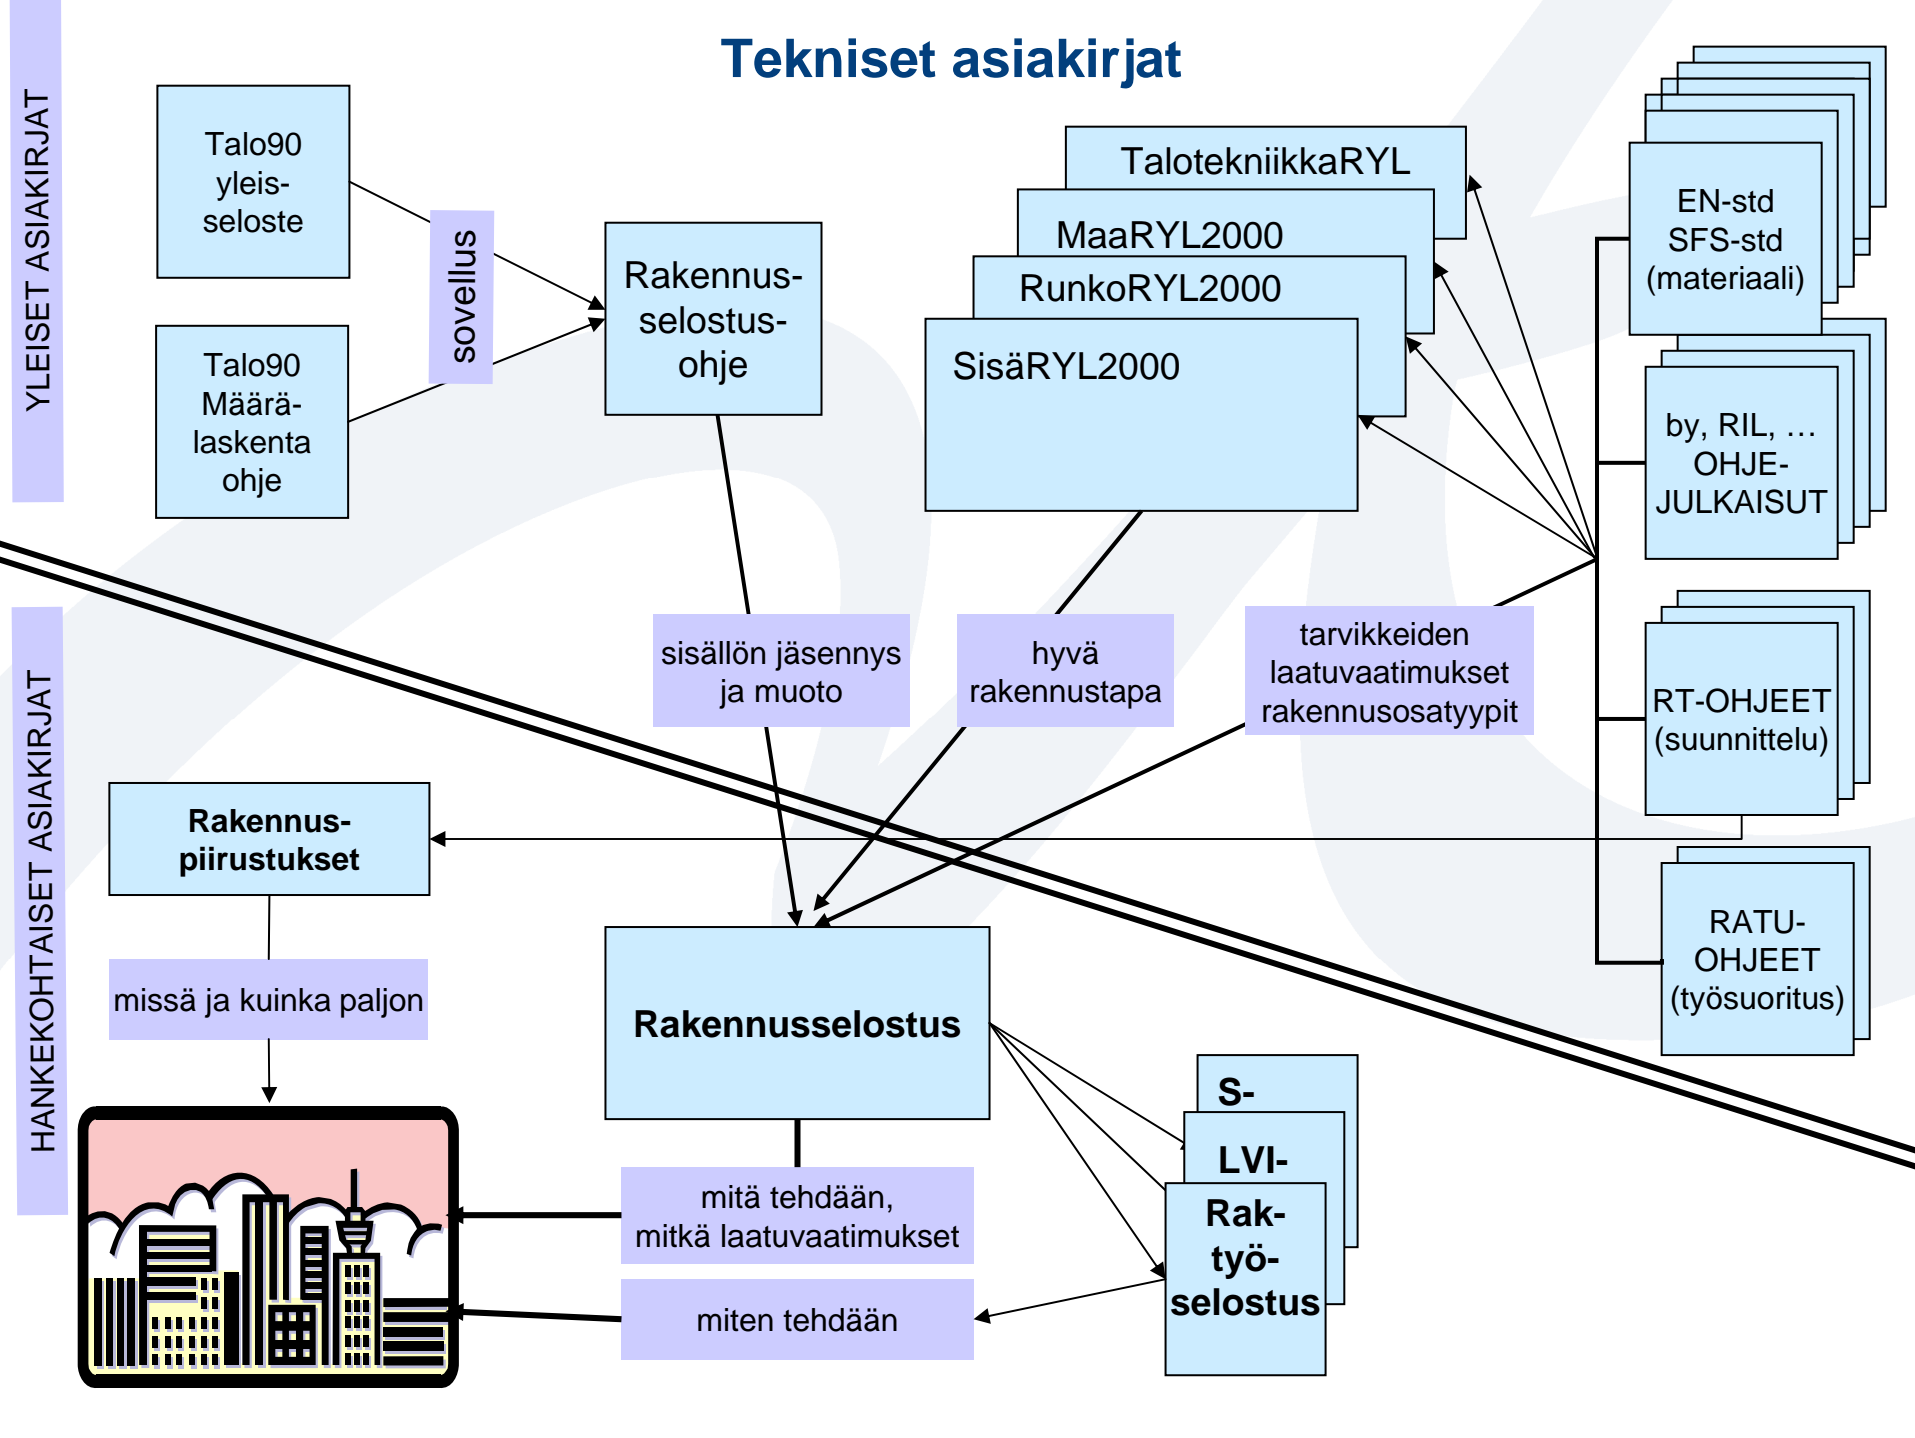 Tekniset asiakirjat
YLEISET ASIAKIRJAT
Talo90
yleis-
seloste
Talo90
Määrä-
laskenta
ohje
sovellus
Rakennus-
selostus-
ohje
TalotekniikkaRYL
MaaRYL2000
RunkoRYL2000
SisäRYL2000
EN-std
SFS-std
(materiaali)
by, RIL, …
OHJE-
JULKAISUT
RT-OHJEET
(suunnittelu)
RATU-
OHJEET
(työsuoritus)
sisällön jäsennys
ja muoto
hyvä
rakennustapa
tarvikkeiden
laatuvaatimukset
rakennusosatyypit
HANKEKOHTAISET ASIAKIRJAT
Rakennus-
piirustukset
missä ja kuinka paljon
Rakennusselostus
mitä tehdään,
mitkä laatuvaatimukset
miten tehdään
S-
LVI-
Rak-
työ-
selostus